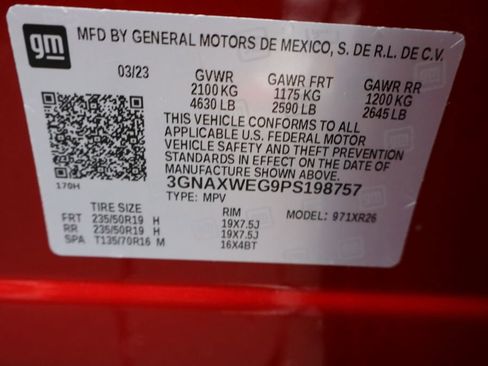 gm
MFD BY GENERAL MOTORS DE MEXICO, S. DE R.L. DE C.V.
03/23 GVWR GAWR FRT GAWR RR
2100 KG 1175 KG 1200 KG
4630 LB 2590 LB 2645 LB
THIS VEHICLE CONFORMS TO ALL
APPLICABLE U.S. FEDERAL MOTOR
VEHICLE SAFETY AND THEFT PREVENTION
STANDARDS IN EFFECT ON THE DATE OF
MANUFACTURE SHOWN ABOVE.
170H 3GNAXWEG9PS198757
TYPE: MPV
TIRE SIZE RIM MODEL: 971XR26
FRT 235/50R19 H 19X7.5J
RR 235/50R19 H 19X7.5J
SPA T135/70R16 M 16X4BT